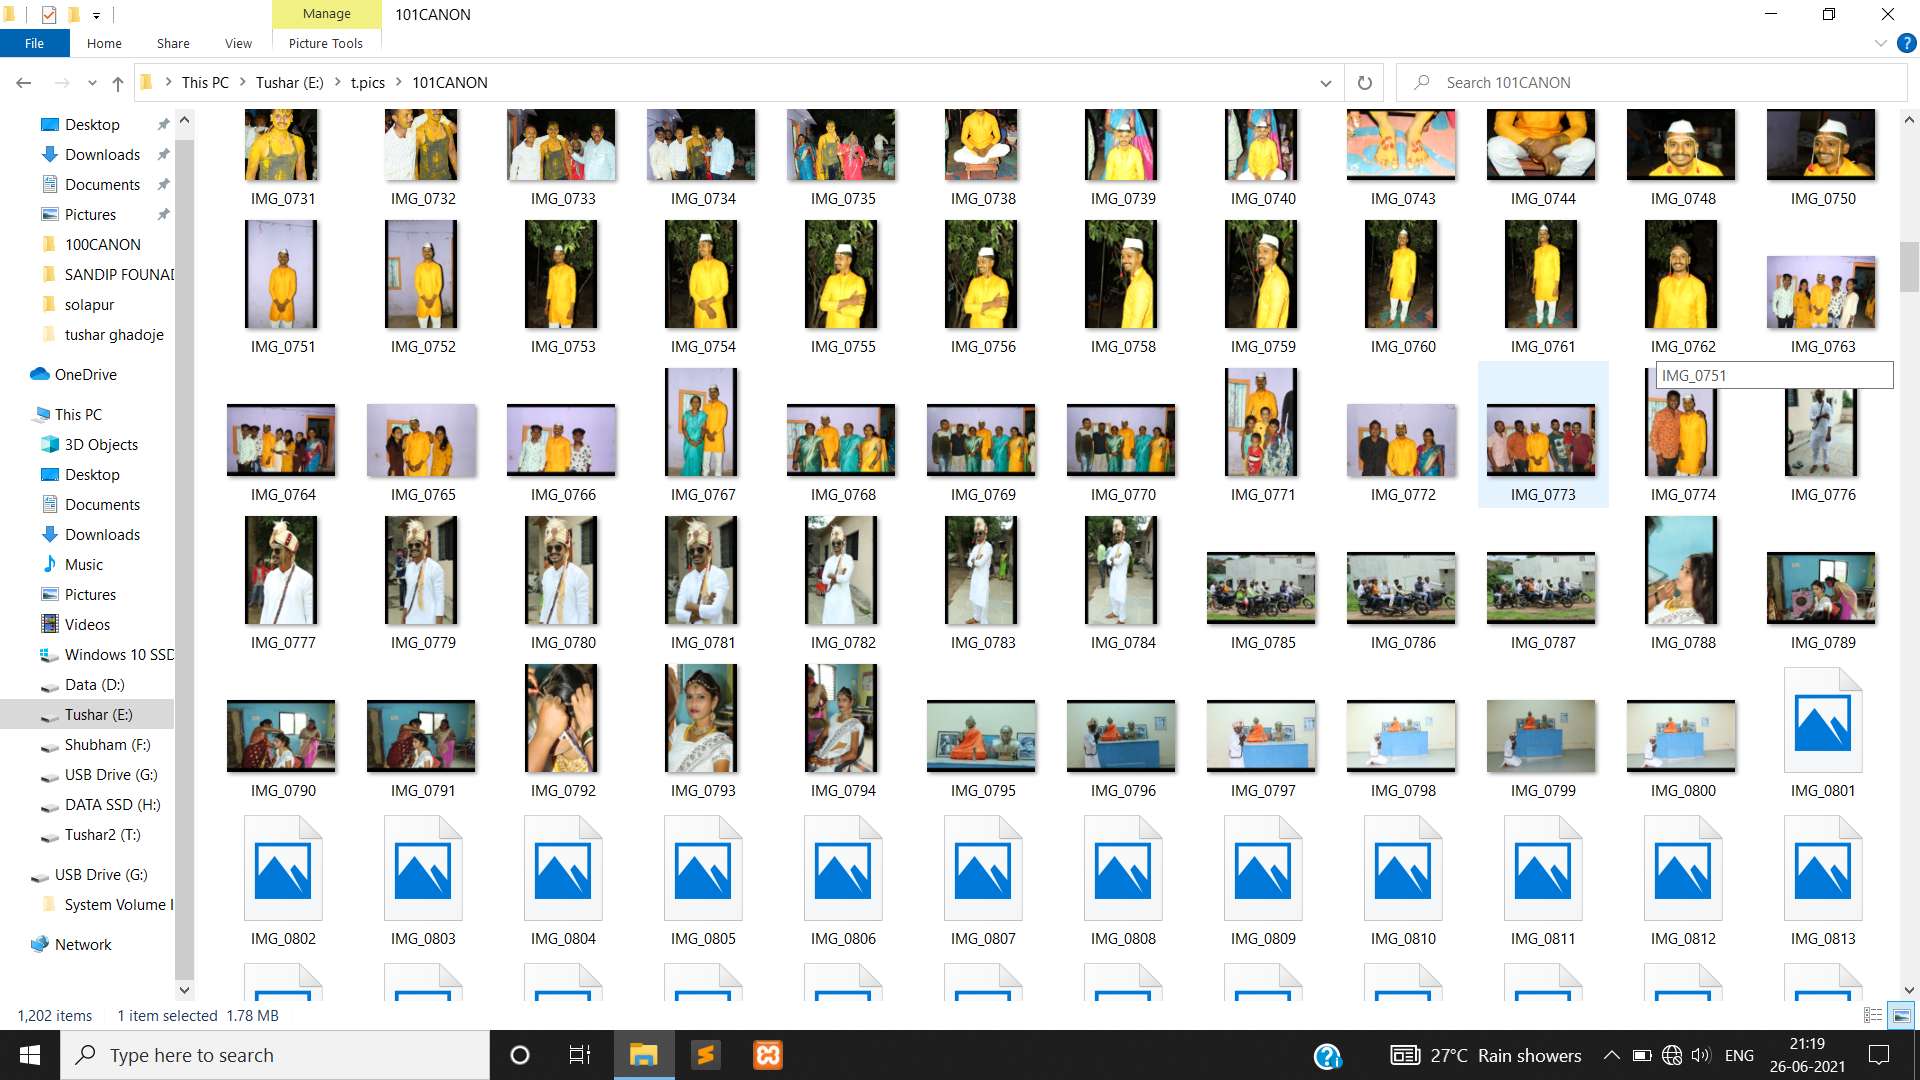 Manage 101CANON
File Home Share View Picture Tools
This PC Tushar (E:) t.pics 101CANON Search 101CANON
Desktop
Downloads
Documents
Pictures
100CANON
SANDIP FOUNAD
solapur
tushar ghadoje
OneDrive
This PC
3D Objects
Desktop
Documents
Downloads
Music
Pictures
Videos
Windows 10 SSD
Data (D:)
Tushar (E:)
Shubham (F:)
USB Drive (G:)
DATA SSD (H:)
Tushar2 (T:)
USB Drive (G:)
System Volume I
Network
IMG_0731 IMG_0732 IMG_0733 IMG_0734 IMG_0735 IMG_0738 IMG_0739 IMG_0740 IMG_0743 IMG_0744 IMG_0748 IMG_0750
IMG_0751 IMG_0752 IMG_0753 IMG_0754 IMG_0755 IMG_0756 IMG_0758 IMG_0759 IMG_0760 IMG_0761 IMG_0762 IMG_0763
IMG_0751
IMG_0764 IMG_0765 IMG_0766 IMG_0767 IMG_0768 IMG_0769 IMG_0770 IMG_0771 IMG_0772 IMG_0773 IMG_0774 IMG_0776
IMG_0777 IMG_0779 IMG_0780 IMG_0781 IMG_0782 IMG_0783 IMG_0784 IMG_0785 IMG_0786 IMG_0787 IMG_0788 IMG_0789
IMG_0790 IMG_0791 IMG_0792 IMG_0793 IMG_0794 IMG_0795 IMG_0796 IMG_0797 IMG_0798 IMG_0799 IMG_0800 IMG_0801
IMG_0802 IMG_0803 IMG_0804 IMG_0805 IMG_0806 IMG_0807 IMG_0808 IMG_0809 IMG_0810 IMG_0811 IMG_0812 IMG_0813
1,202 items 1 item selected 1.78 MB
Type here to search 27°C Rain showers ENG 21:19
26-06-2021